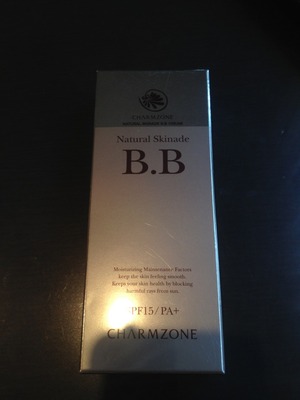 CHARMZONE
Natural Skinade
B.B
Moisturizing Maintenance Factors
keep the skin feeling smooth.
Keeps your skin health by blocking
harmful rays from sun.
SPF15/PA+
CHARMZONE